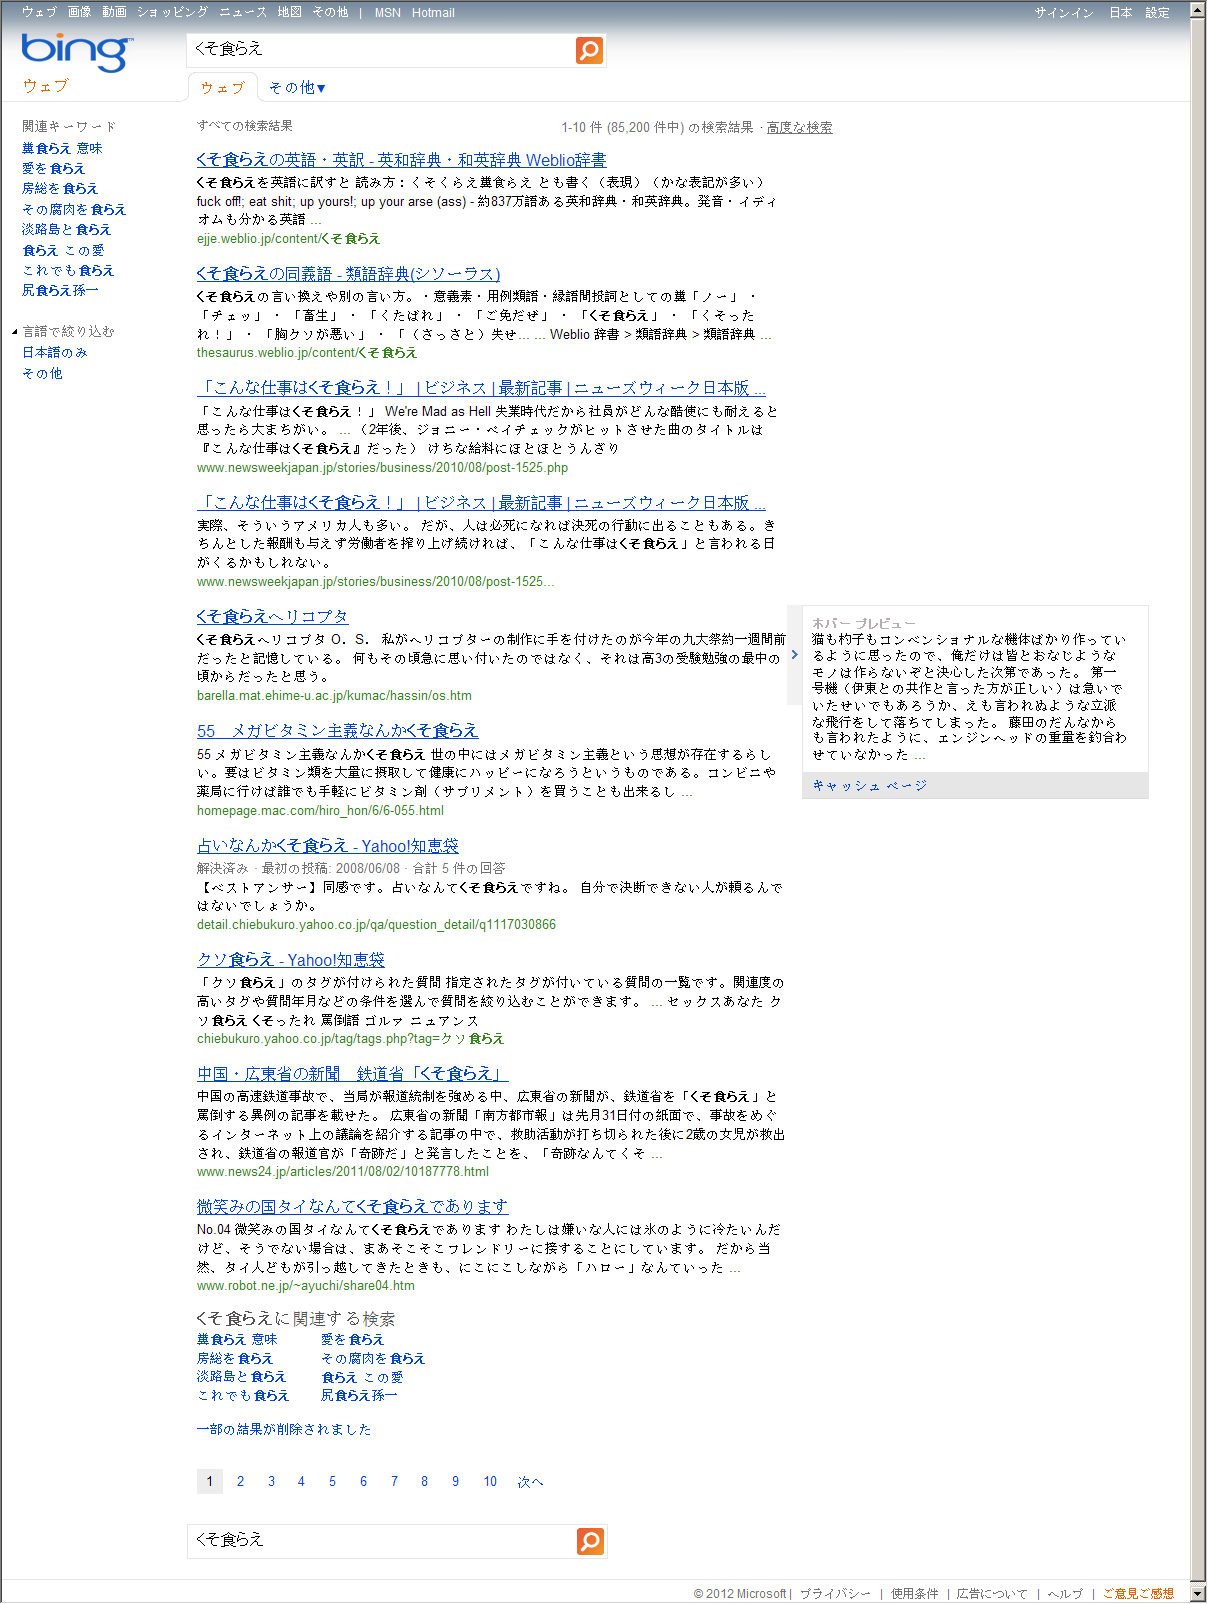 ウェブ 画像 動画 ショッピング ニュース 地図 その他 | MSN Hotmail
サインイン 日本 設定
bing™
くそ食らえ
ウェブ
ウェブ その他▼
関連キーワード
糞食らえ 意味
愛を食らえ
房総を食らえ
その腐肉を食らえ
淡路島と食らえ
食らえ この愛
これでも食らえ
尻食らえ孫一
言語で絞り込む
日本語のみ
その他
すべての検索結果
1-10 件 (85,200 件中) の検索結果 · 高度な検索
くそ食らえの英語・英訳 - 英和辞典・和英辞典 Weblio辞書
くそ食らえを英語に訳すと 読み方：くそくらえ糞食らえ とも書く（表現）（かな表記が多い）
fuck off!; eat shit; up yours!; up your arse (ass) - 約837万語ある英和辞典・和英辞典。発音・イディ
オムも分かる英語 ...
ejje.weblio.jp/content/くそ食らえ
くそ食らえの同義語 - 類語辞典(シソーラス)
くそ食らえの言い換えや別の言い方。・意義素・用例類語・縁語間投詞としての糞「ノー」・
「チェッ」・ 「畜生」・ 「くたばれ」・ 「ご免だぜ」・ 「くそ食らえ」・ 「くそった
れ！」・ 「胸クソが悪い」・ 「（さっさと）失せ... ... Weblio 辞書 > 類語辞典 > 類語辞典 ...
thesaurus.weblio.jp/content/くそ食らえ
「こんな仕事はくそ食らえ！」 | ビジネス | 最新記事 | ニューズウィーク日本版 ...
「こんな仕事はくそ食らえ！」 We're Mad as Hell 失業時代だから社員がどんな酷使にも耐えると
思ったら大まちがい。 ... （2年後、ジョニー・ペイチェックがヒットさせた曲のタイトルは
『こんな仕事はくそ食らえ』だった） けちな給料にほとほとうんざり
www.newsweekjapan.jp/stories/business/2010/08/post-1525.php
「こんな仕事はくそ食らえ！」 | ビジネス | 最新記事 | ニューズウィーク日本版 ...
実際、そういうアメリカ人も多い。 だが、人は必死になれば決死の行動に出ることもある。き
ちんとした報酬も与えず労働者を搾り上げ続ければ、「こんな仕事はくそ食らえ」と言われる日
がくるかもしれない。
www.newsweekjapan.jp/stories/business/2010/08/post-1525...
くそ食らえヘリコプタ
くそ食らえヘリコプタ Ｏ．Ｓ． 私がヘリコプターの制作に手を付けたのが今年の九大祭約一週間前
だったと記憶している。 何もその頃急に思い付いたのではなく、それは高3の受験勉強の最中の
頃からだったと思う。
barella.mat.ehime-u.ac.jp/kumac/hassin/os.htm
ホバー プレビュー
猫も杓子もコンベンショナルな機体ばかり作ってい
るように思ったので、俺だけは皆とおなじような
モノは作らないぞと決心した次第であった。 第一
号機（伊東との共作と言った方が正しい）は急いで
いたせいでもあろうか、えも言われぬような立派
な飛行をして落ちてしまった。 藤田のだんなから
も言われたように、エンジンヘッドの重量を釣合わ
せていなかった ...
キャッシュ ページ
55　メガビタミン主義なんかくそ食らえ
55 メガビタミン主義なんかくそ食らえ 世の中にはメガビタミン主義という思想が存在するらし
い。要はビタミン類を大量に摂取して健康にハッピーになろうというものである。コンビニや
薬局に行けば誰でも手軽にビタミン剤（サプリメント）を買うことも出来るし ...
homepage.mac.com/hiro_hon/6/6-055.html
占いなんかくそ食らえ - Yahoo!知恵袋
解決済み · 最初の投稿: 2008/06/08 · 合計 5 件の回答
【ベストアンサー】同感です。占いなんてくそ食らえですね。 自分で決断できない人が頼るんで
はないでしょうか。
detail.chiebukuro.yahoo.co.jp/qa/question_detail/q1117030866
クソ食らえ - Yahoo!知恵袋
「クソ食らえ」のタグが付けられた質問 指定されたタグが付いている質問の一覧です。関連度の
高いタグや質問年月などの条件を選んで質問を絞り込むことができます。 ... セックスあなた ク
ソ食らえ くそったれ 罵倒語 ゴルァ ニュアンス
chiebukuro.yahoo.co.jp/tag/tags.php?tag=クソ食らえ
中国・広東省の新聞　鉄道省「くそ食らえ」
中国の高速鉄道事故で、当局が報道統制を強める中、広東省の新聞が、鉄道省を「くそ食らえ」と
罵倒する異例の記事を載せた。 広東省の新聞「南方都市報」は先月31日付の紙面で、事故をめぐ
るインターネット上の議論を紹介する記事の中で、救助活動が打ち切られた後に2歳の女児が救出
され、鉄道省の報道官が「奇跡だ」と発言したことを、「奇跡なんてくそ ...
www.news24.jp/articles/2011/08/02/10187778.html
微笑みの国タイなんてくそ食らえであります
No.04 微笑みの国タイなんてくそ食らえであります わたしは嫌いな人には氷のように冷たいんだ
けど、そうでない場合は、まあそこそこフレンドリーに接することにしています。 だから当
然、タイ人どもが引っ越してきたときも、にこにこしながら「ハロー」なんていった ...
www.robot.ne.jp/~ayuchi/share04.htm
くそ食らえに関連する検索
糞食らえ 意味 愛を食らえ
房総を食らえ その腐肉を食らえ
淡路島と食らえ 食らえ この愛
これでも食らえ 尻食らえ孫一
一部の結果が削除されました
1 2 3 4 5 6 7 8 9 10 次へ
くそ食らえ
© 2012 Microsoft | プライバシー | 使用条件 | 広告について | ヘルプ | ご意見ご感想